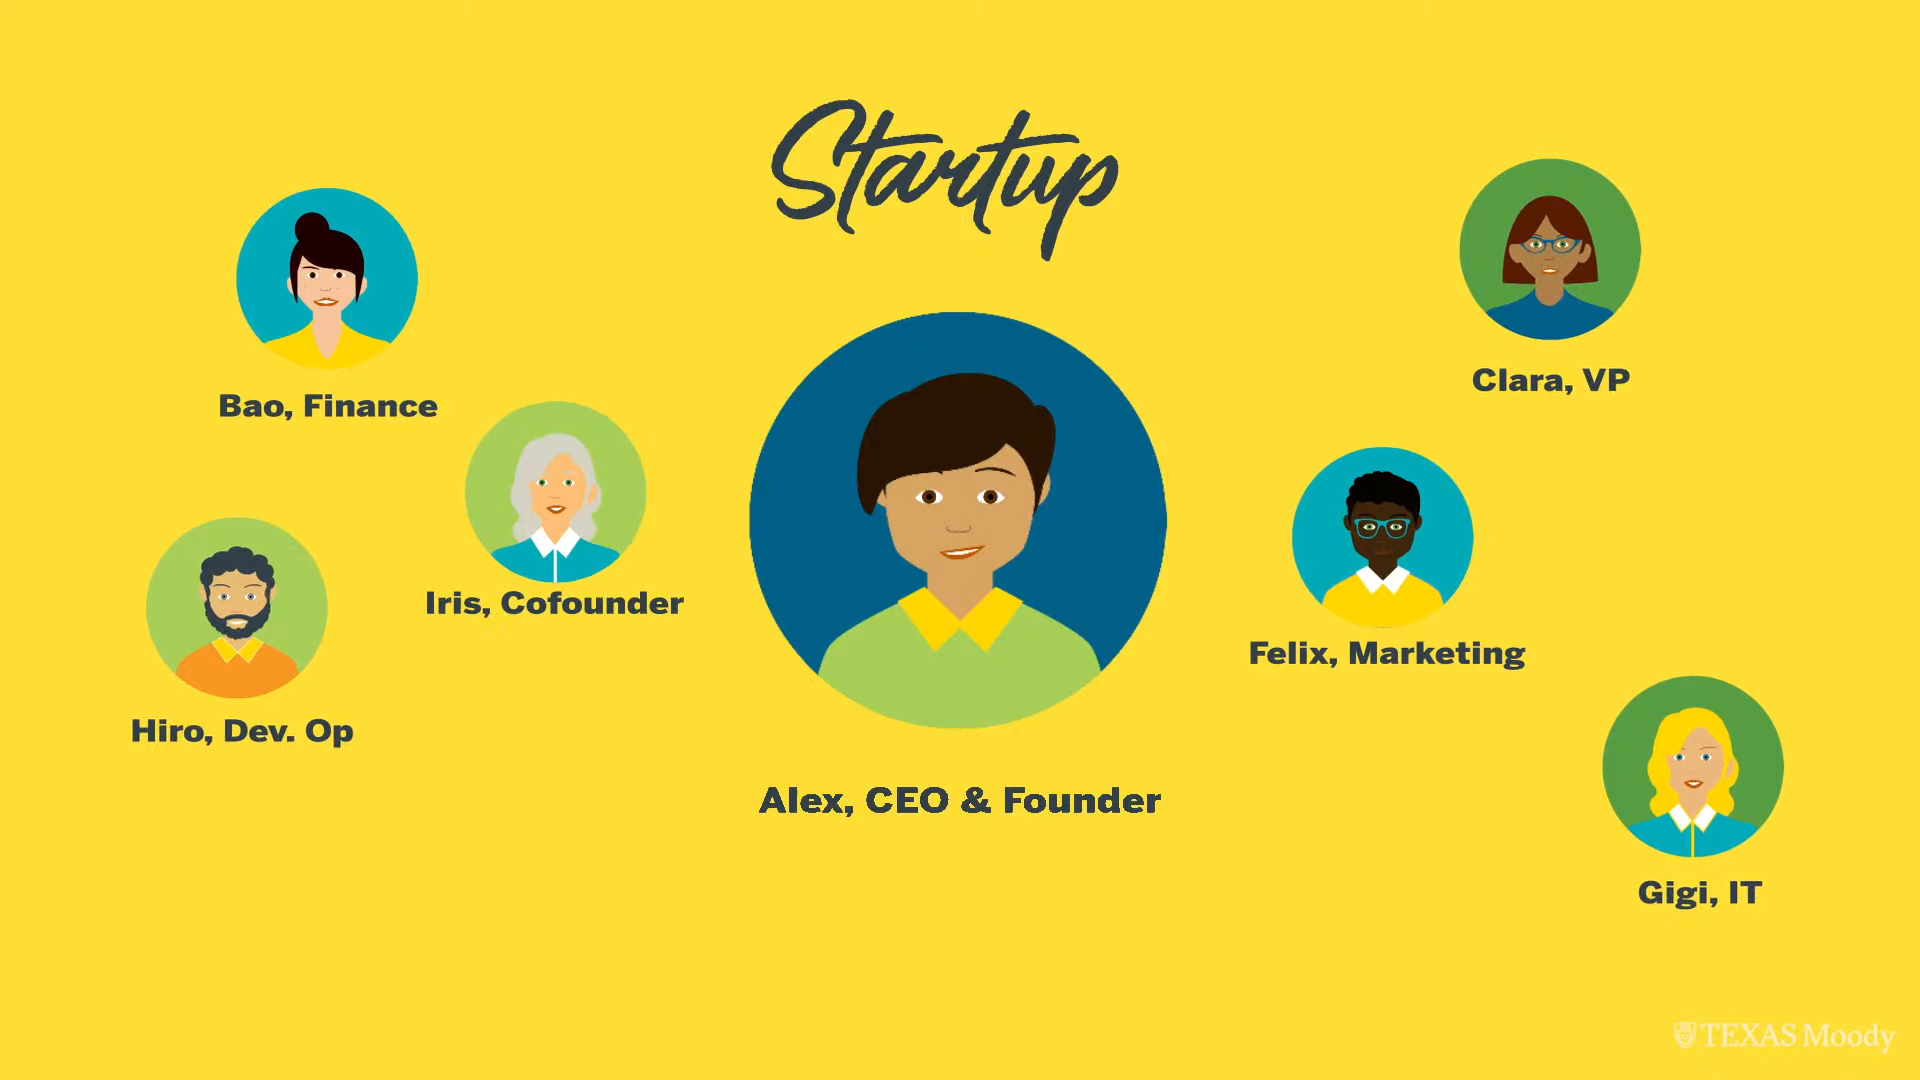 Startup
Bao, Finance
Clara, VP
Iris, Cofounder
Felix, Marketing
Hiro, Dev. Op
Alex, CEO & Founder
Gigi, IT
TEXAS Moody